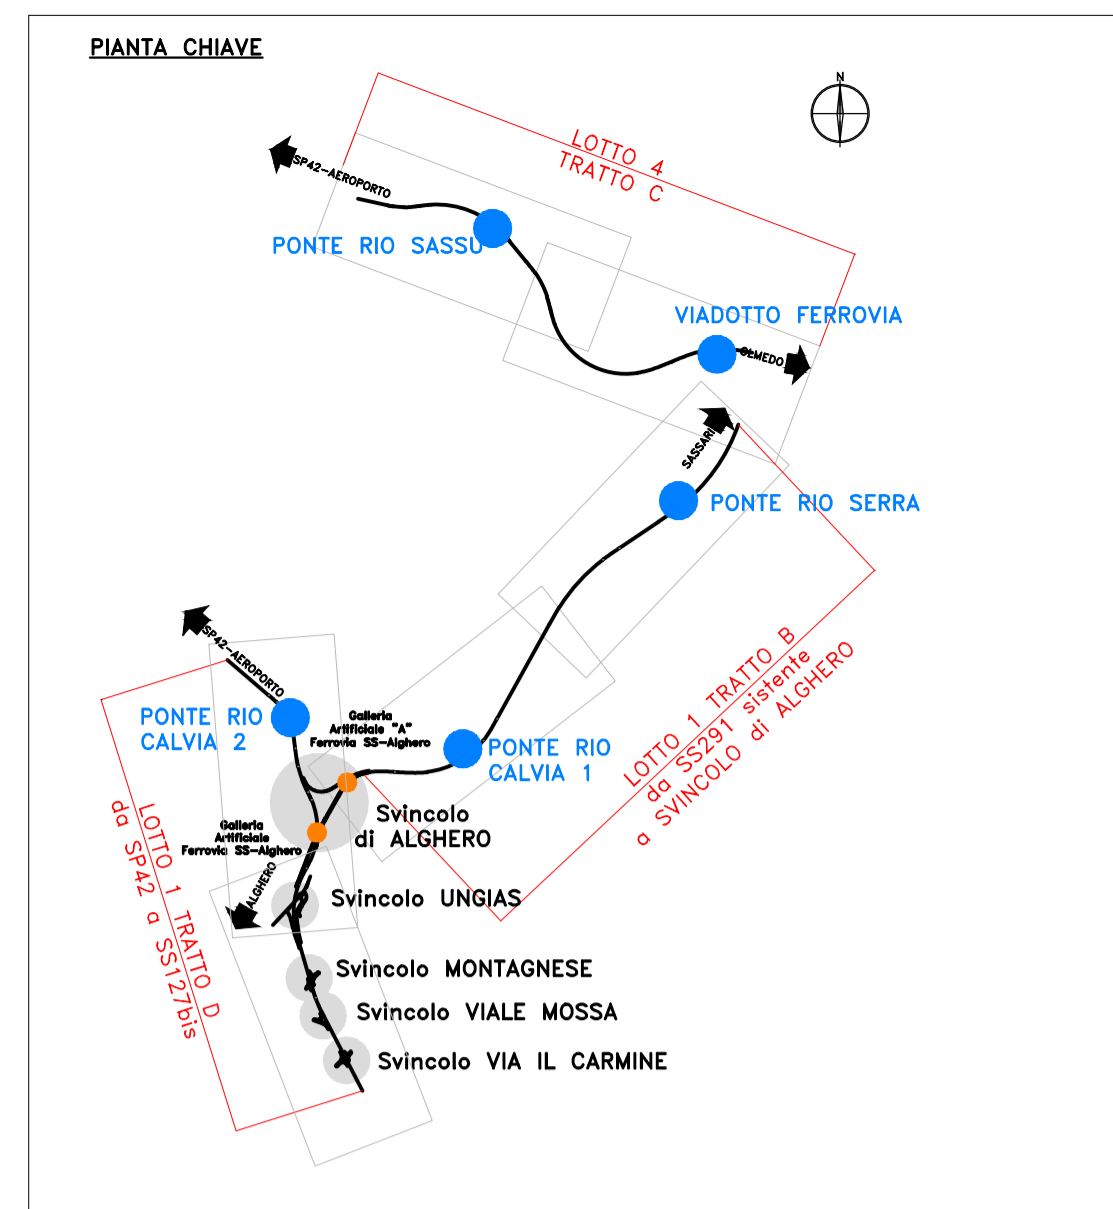 PIANTA CHIAVE
N
LOTTO 4
TRATTO C
SP42-AEROPORTO
PONTE RIO SASSU
VIADOTTO FERROVIA
OLMEDO
SASSARI
PONTE RIO SERRA
SP42-AEROPORTO
PONTE RIO
CALVIA 2
Galleria
Artificiale "A"
Ferrovia SS-Alghero
PONTE RIO
CALVIA 1
LOTTO 1 TRATTO B
da SS291 sistente
a SVINCOLO di ALGHERO
Svincolo
di ALGHERO
Galleria
Artificiale
Ferrovia SS-Alghero
ALGHERO
LOTTO 1 TRATTO D
da SP42 a SS127bis
Svincolo UNGIAS
Svincolo MONTAGNESE
Svincolo VIALE MOSSA
Svincolo VIA IL CARMINE